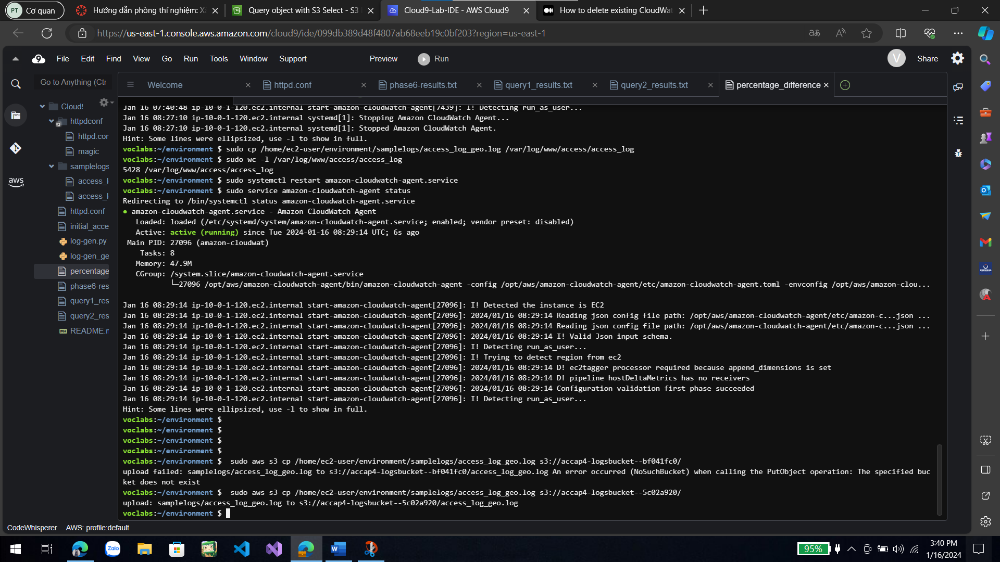 PT Cơ quan
Hướng dẫn phòng thí nghiệm: X
Query object with S3 Select - S3
Cloud9-Lab-IDE - AWS Cloud9
How to delete existing CloudWat
https://us-east-1.console.aws.amazon.com/cloud9/ide/099db389d48f4807ab68eeb19c0bf203?region=us-east-1
File Edit Find View Go Run Tools Window Support Preview Run V Share
Go to Anything (Ctr
Welcome
httpd.conf
phase6-results.txt
query1_results.txt
query2_results.txt
percentage_difference
Cloud9
httpdconf
httpd.cor
magic
samplelogs
access_l
access_l
httpd.conf
initial_acce
log-gen.py
log-gen_ge
percentage
phase6-res
query1_res
query2_res
README.m
aws
Jan 16 07:40:48 ip-10-0-1-120.ec2.internal start-amazon-cloudwatch-agent[7439]: I! Detecting run_as_user...
Jan 16 08:27:10 ip-10-0-1-120.ec2.internal systemd[1]: Stopping Amazon CloudWatch Agent...
Jan 16 08:27:10 ip-10-0-1-120.ec2.internal systemd[1]: Stopped Amazon CloudWatch Agent.
Hint: Some lines were ellipsized, use -l to show in full.
voclabs:~/environment $ sudo cp /home/ec2-user/environment/samplelogs/access_log_geo.log /var/log/www/access/access_log
voclabs:~/environment $ sudo wc -l /var/log/www/access/access_log
5428 /var/log/www/access/access_log
voclabs:~/environment $ sudo systemctl restart amazon-cloudwatch-agent.service
voclabs:~/environment $ sudo service amazon-cloudwatch-agent status
Redirecting to /bin/systemctl status amazon-cloudwatch-agent.service
● amazon-cloudwatch-agent.service - Amazon CloudWatch Agent
Loaded: loaded (/etc/systemd/system/amazon-cloudwatch-agent.service; enabled; vendor preset: disabled)
Active: active (running) since Tue 2024-01-16 08:29:14 UTC; 6s ago
Main PID: 27096 (amazon-cloudwat)
Tasks: 8
Memory: 47.9M
CGroup: /system.slice/amazon-cloudwatch-agent.service
└─27096 /opt/aws/amazon-cloudwatch-agent/bin/amazon-cloudwatch-agent -config /opt/aws/amazon-cloudwatch-agent/etc/amazon-cloudwatch-agent.toml -envconfig /opt/aws/amazon-clou...
Jan 16 08:29:14 ip-10-0-1-120.ec2.internal start-amazon-cloudwatch-agent[27096]: I! Detected the instance is EC2
Jan 16 08:29:14 ip-10-0-1-120.ec2.internal start-amazon-cloudwatch-agent[27096]: 2024/01/16 08:29:14 Reading json config file path: /opt/aws/amazon-cloudwatch-agent/etc/amazon-c...json ...
Jan 16 08:29:14 ip-10-0-1-120.ec2.internal start-amazon-cloudwatch-agent[27096]: 2024/01/16 08:29:14 Reading json config file path: /opt/aws/amazon-cloudwatch-agent/etc/amazon-c...json ...
Jan 16 08:29:14 ip-10-0-1-120.ec2.internal start-amazon-cloudwatch-agent[27096]: 2024/01/16 08:29:14 I! Valid Json input schema.
Jan 16 08:29:14 ip-10-0-1-120.ec2.internal start-amazon-cloudwatch-agent[27096]: I! Detecting run_as_user...
Jan 16 08:29:14 ip-10-0-1-120.ec2.internal start-amazon-cloudwatch-agent[27096]: I! Trying to detect region from ec2
Jan 16 08:29:14 ip-10-0-1-120.ec2.internal start-amazon-cloudwatch-agent[27096]: 2024/01/16 08:29:14 D! ec2tagger processor required because append_dimensions is set
Jan 16 08:29:14 ip-10-0-1-120.ec2.internal start-amazon-cloudwatch-agent[27096]: 2024/01/16 08:29:14 D! pipeline hostDeltaMetrics has no receivers
Jan 16 08:29:14 ip-10-0-1-120.ec2.internal start-amazon-cloudwatch-agent[27096]: 2024/01/16 08:29:14 Configuration validation first phase succeeded
Jan 16 08:29:14 ip-10-0-1-120.ec2.internal start-amazon-cloudwatch-agent[27096]: I! Detecting run_as_user...
Hint: Some lines were ellipsized, use -l to show in full.
voclabs:~/environment $
voclabs:~/environment $
voclabs:~/environment $
voclabs:~/environment $
voclabs:~/environment $ sudo aws s3 cp /home/ec2-user/environment/samplelogs/access_log_geo.log s3://accap4-logsbucket--bf041fc0/
upload failed: samplelogs/access_log_geo.log to s3://accap4-logsbucket--bf041fc0/access_log_geo.log An error occurred (NoSuchBucket) when calling the PutObject operation: The specified buc
ket does not exist
voclabs:~/environment $ sudo aws s3 cp /home/ec2-user/environment/samplelogs/access_log_geo.log s3://accap4-logsbucket--5c02a920/
upload: samplelogs/access_log_geo.log to s3://accap4-logsbucket--5c02a920/access_log_geo.log
voclabs:~/environment $
CodeWhisperer AWS: profile:default
Zalo
95%
3:40 PM
1/16/2024